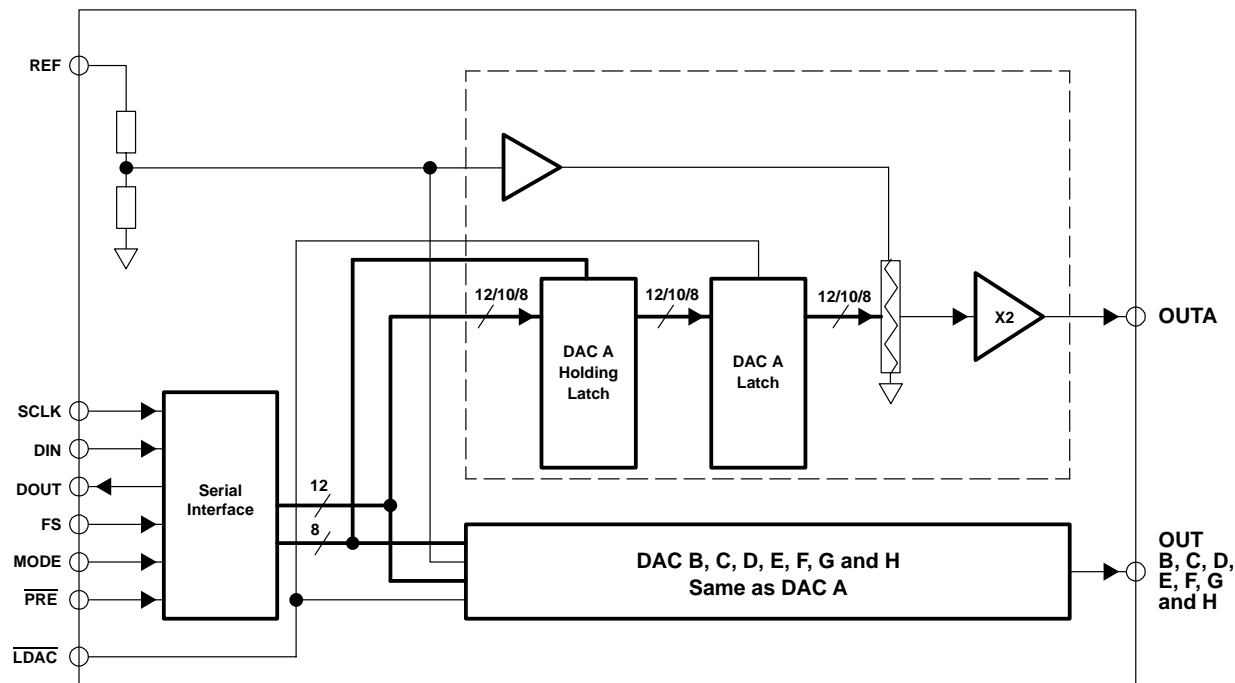 REF
12/10/8
12/10/8
12/10/8
X2
OUTA
DAC A
Holding
Latch
DAC A
Latch
SCLK
DIN
DOUT
FS
MODE
PRE
LDAC
Serial
Interface
12
8
DAC B, C, D, E, F, G and H
Same as DAC A
OUT
B, C, D,
E, F, G
and H